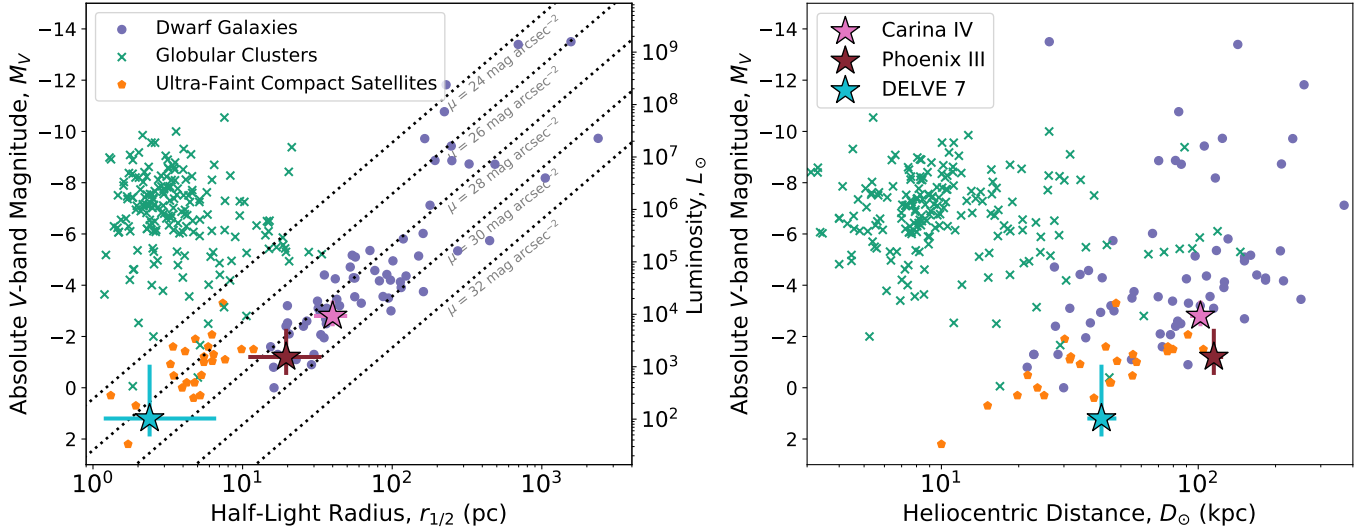 Dwarf Galaxies
Globular Clusters
Ultra-Faint Compact Satellites
μ = 24 mag arcsec⁻²
μ = 26 mag arcsec⁻²
μ = 28 mag arcsec⁻²
μ = 30 mag arcsec⁻²
μ = 32 mag arcsec⁻²
Absolute V-band Magnitude, M_V
−14
−12
−10
−8
−6
−4
−2
0
2
10⁰
10¹
10²
10³
Half-Light Radius, r_{1/2} (pc)
10⁹
10⁸
10⁷
10⁶
10⁵
10⁴
10³
10²
Luminosity, L_⊙
Carina IV
Phoenix III
DELVE 7
Absolute V-band Magnitude, M_V
−14
−12
−10
−8
−6
−4
−2
0
2
10¹
10²
Heliocentric Distance, D_⊙ (kpc)